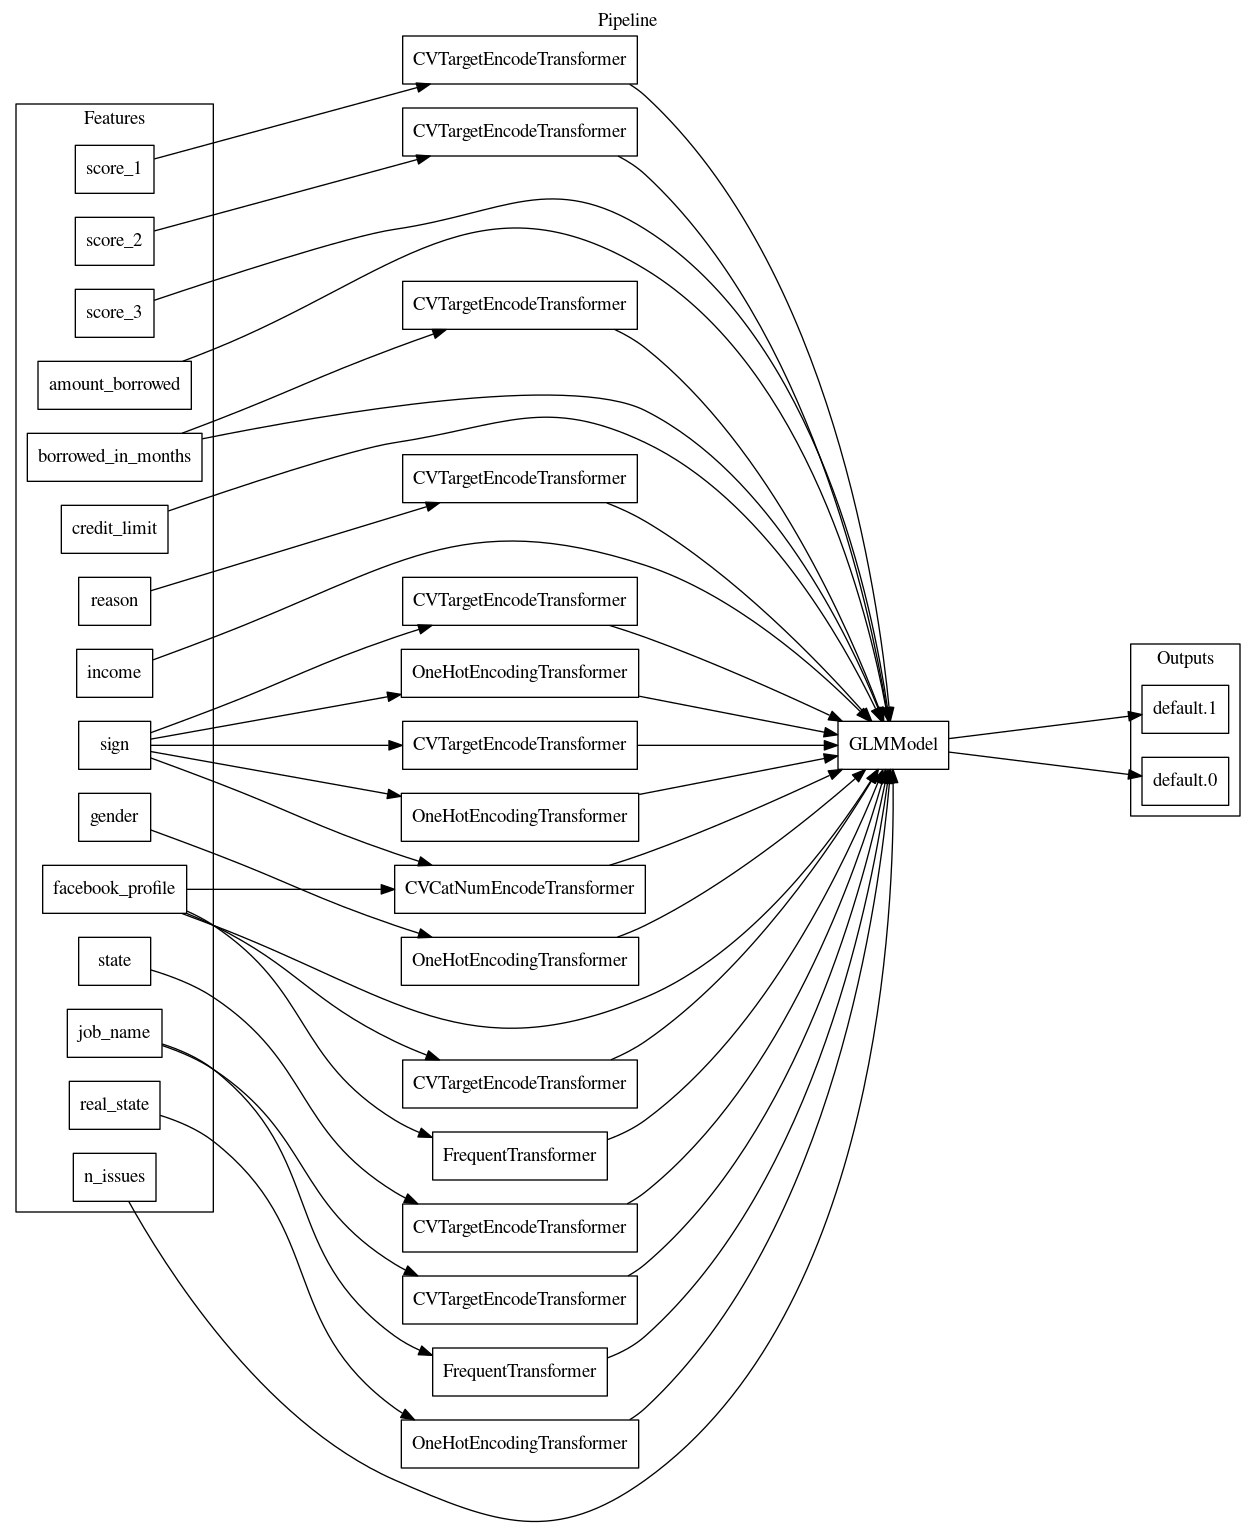 Pipeline
Features
score_1
score_2
score_3
amount_borrowed
borrowed_in_months
credit_limit
reason
income
sign
gender
facebook_profile
state
job_name
real_state
n_issues
CVTargetEncodeTransformer
CVTargetEncodeTransformer
CVTargetEncodeTransformer
CVTargetEncodeTransformer
CVTargetEncodeTransformer
OneHotEncodingTransformer
CVTargetEncodeTransformer
OneHotEncodingTransformer
CVCatNumEncodeTransformer
OneHotEncodingTransformer
CVTargetEncodeTransformer
FrequentTransformer
CVTargetEncodeTransformer
CVTargetEncodeTransformer
FrequentTransformer
OneHotEncodingTransformer
GLMModel
Outputs
default.1
default.0